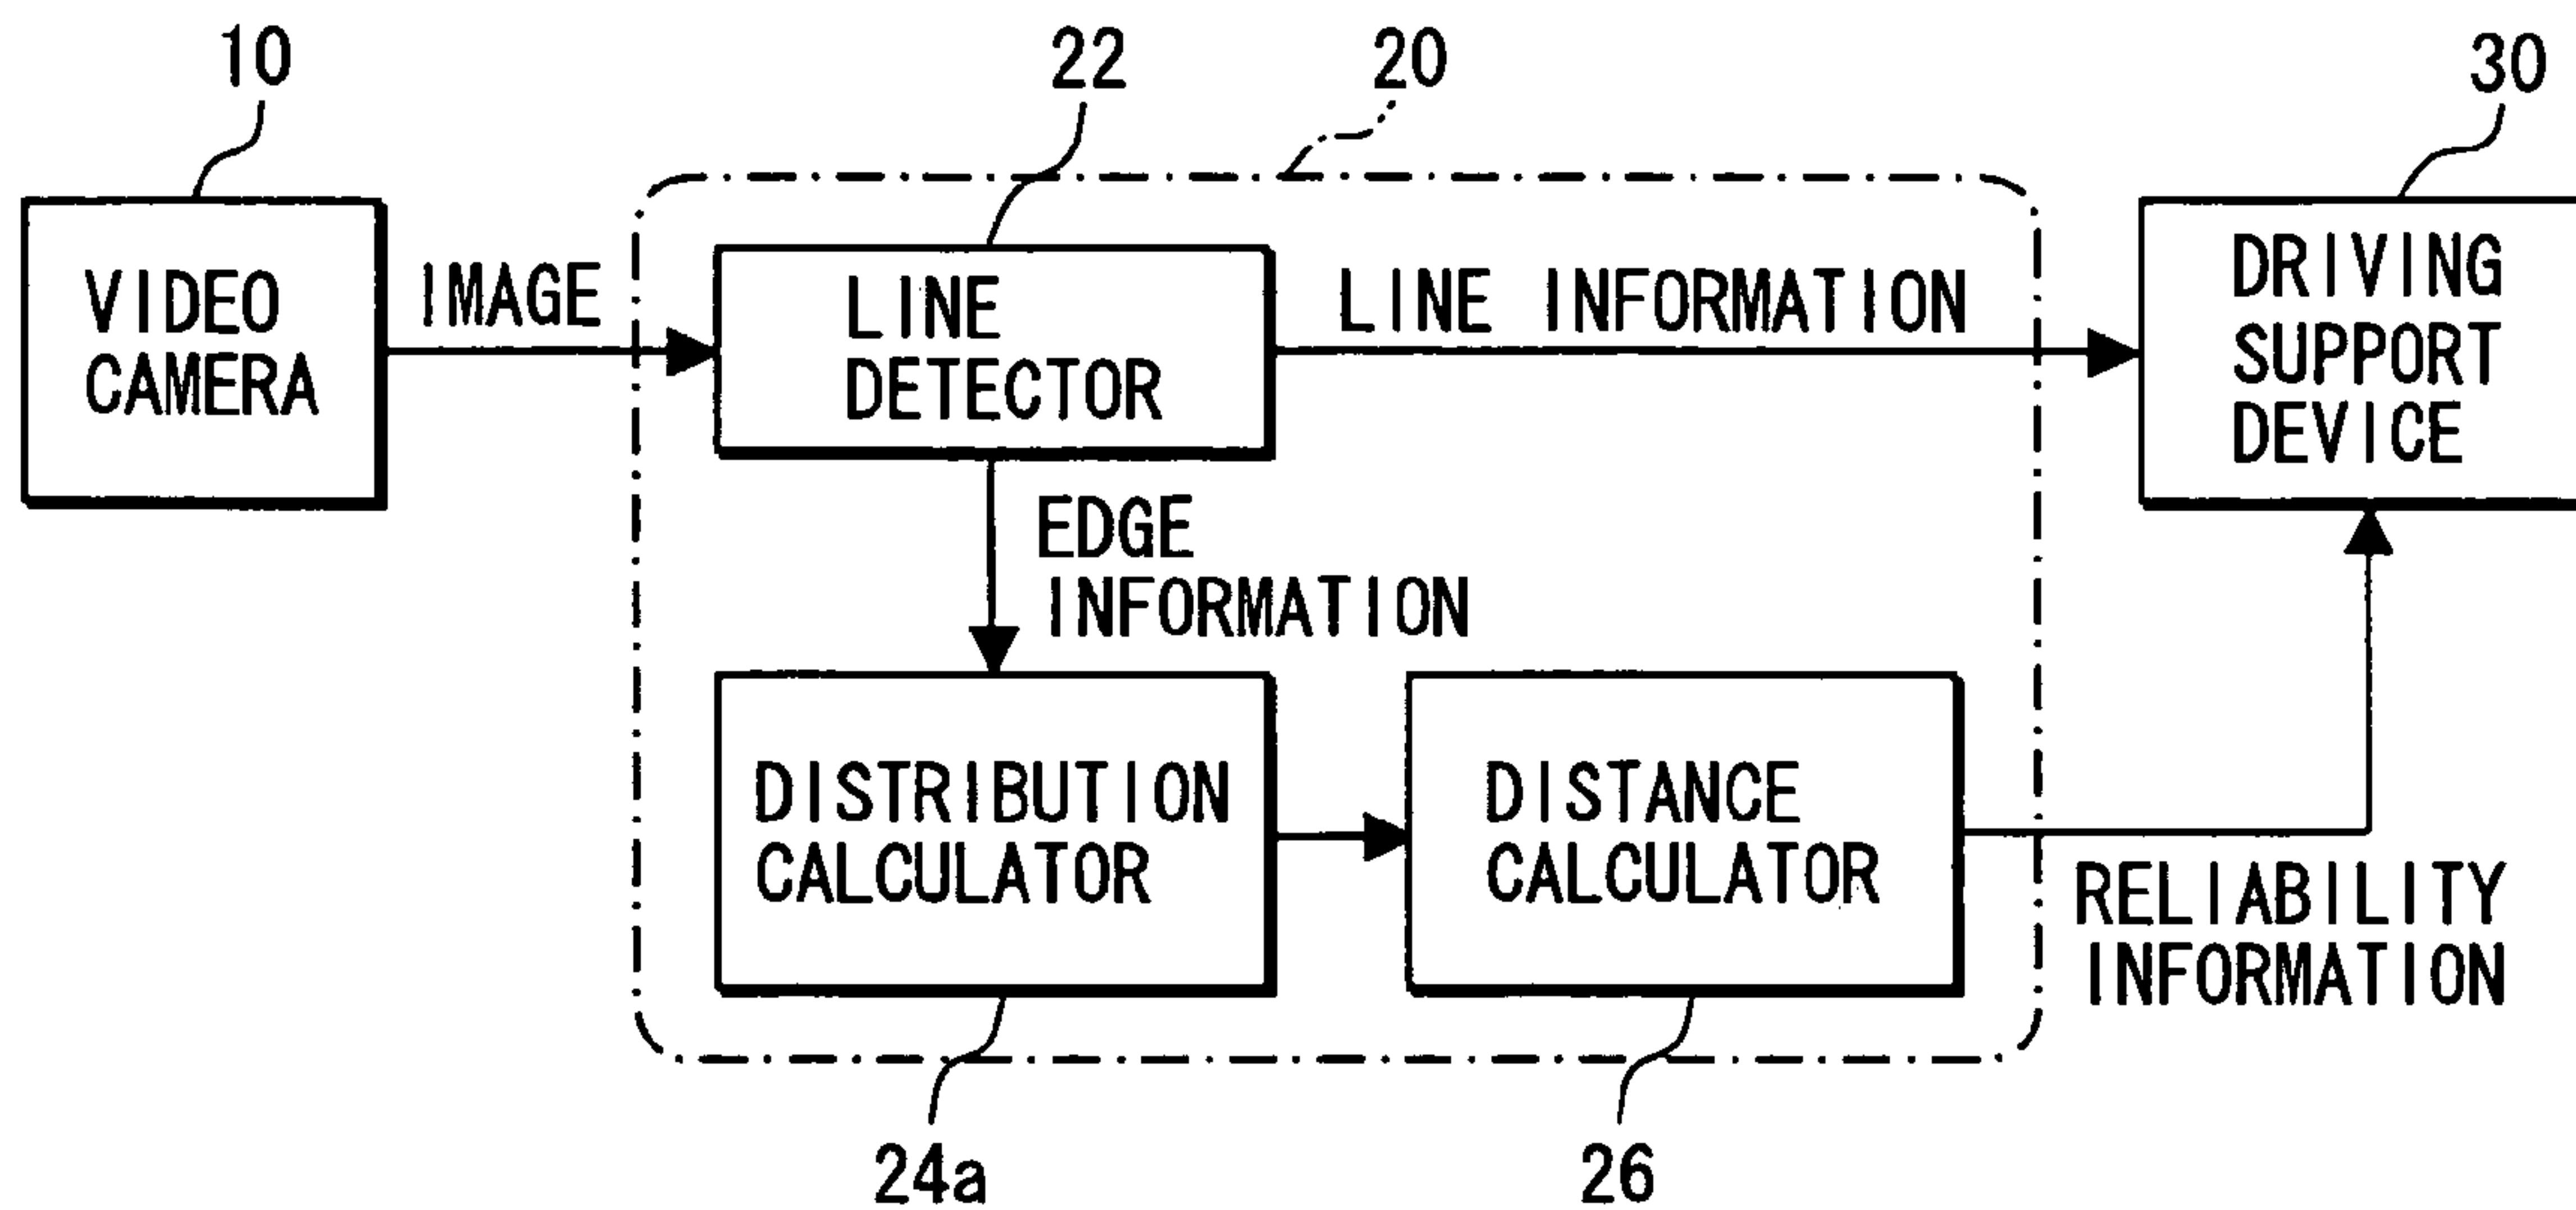 10
22
20
30
VIDEO
CAMERA
IMAGE
LINE
DETECTOR
LINE INFORMATION
DRIVING
SUPPORT
DEVICE
EDGE
INFORMATION
DISTRIBUTION
CALCULATOR
DISTANCE
CALCULATOR
RELIABILITY
INFORMATION
24a
26